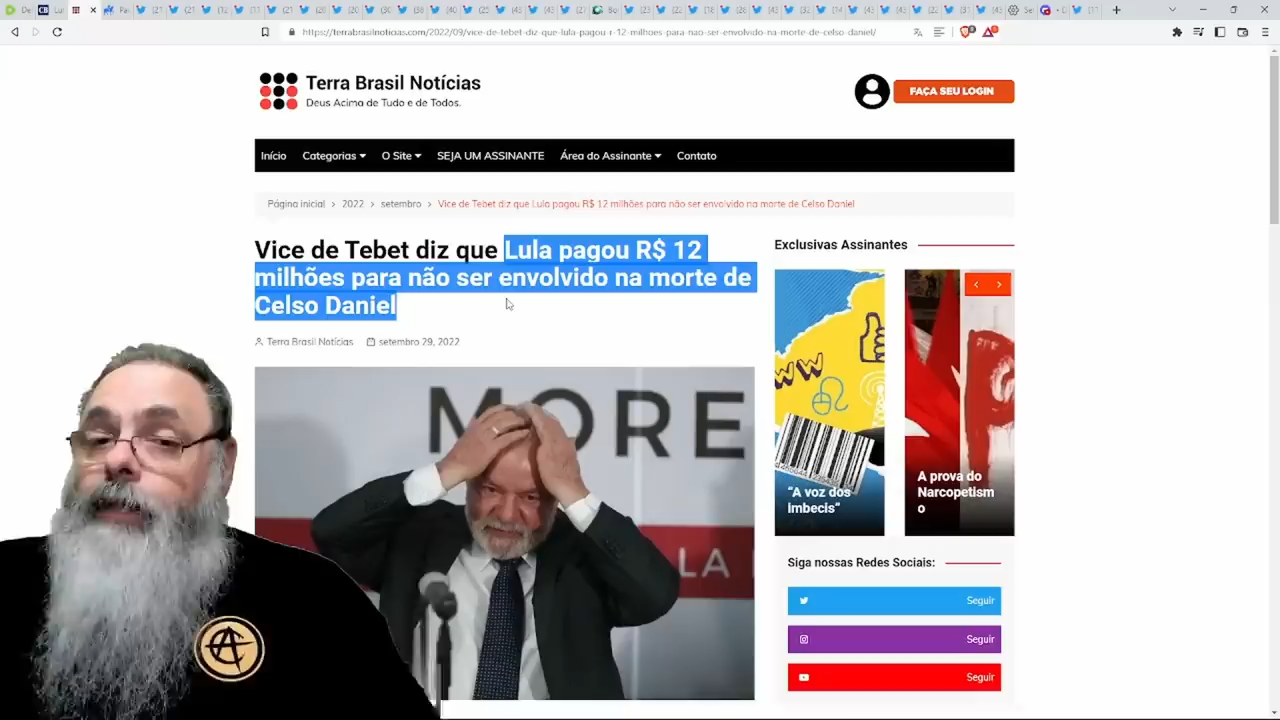 https://terrabrasilnoticias.com/2022/09/vice-de-tebet-diz-que-lula-pagou-r-12-milhoes-para-nao-ser-envolvido-na-morte-de-celso-daniel/
Terra Brasil Notícias
Deus Acima de Tudo e de Todos.
FAÇA SEU LOGIN
Início Categorias O Site SEJA UM ASSINANTE Área do Assinante Contato
Página inicial > 2022 > setembro > Vice de Tebet diz que Lula pagou R$ 12 milhões para não ser envolvido na morte de Celso Daniel
Vice de Tebet diz que Lula pagou R$ 12
milhões para não ser envolvido na morte de
Celso Daniel
Terra Brasil Notícias setembro 29, 2022
MORE
LA
Exclusivas Assinantes
“A voz dos
Imbecis”
A prova do
Narcopetism
o
Siga nossas Redes Sociais:
Seguir
Seguir
Seguir